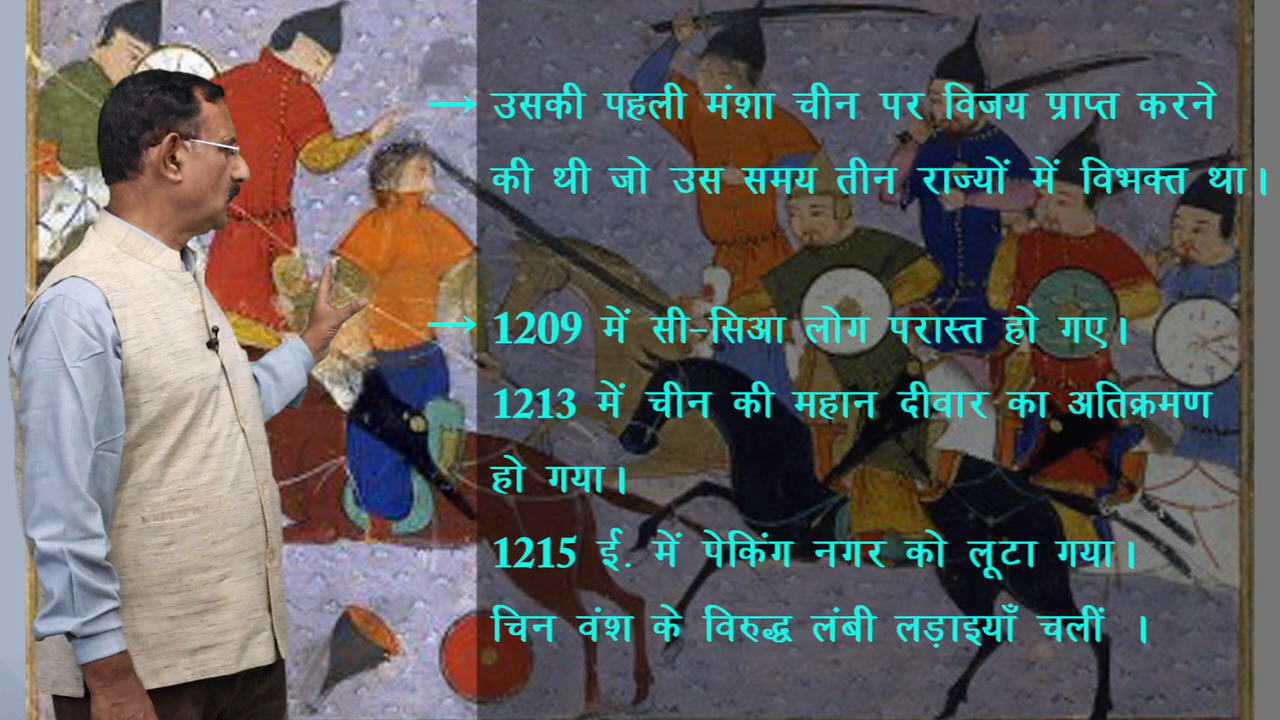 → उसकी पहली मंशा चीन पर विजय प्राप्त करने
की थी जो उस समय तीन राज्यों में विभक्त था।
→ 1209 में सी-सिआ लोग परास्त हो गए।
1213 में चीन की महान दीवार का अतिक्रमण
हो गया।
1215 ई. में पेकिंग नगर को लूटा गया।
चिन वंश के विरुद्ध लंबी लड़ाइयाँ चलीं ।